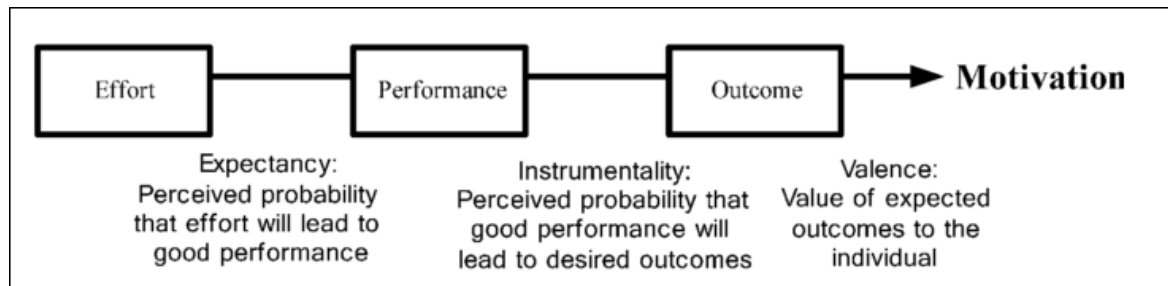 Effort
Performance
Outcome
Motivation
Expectancy:
Perceived probability
that effort will lead to
good performance
Instrumentality:
Perceived probability that
good performance will
lead to desired outcomes
Valence:
Value of expected
outcomes to the
individual